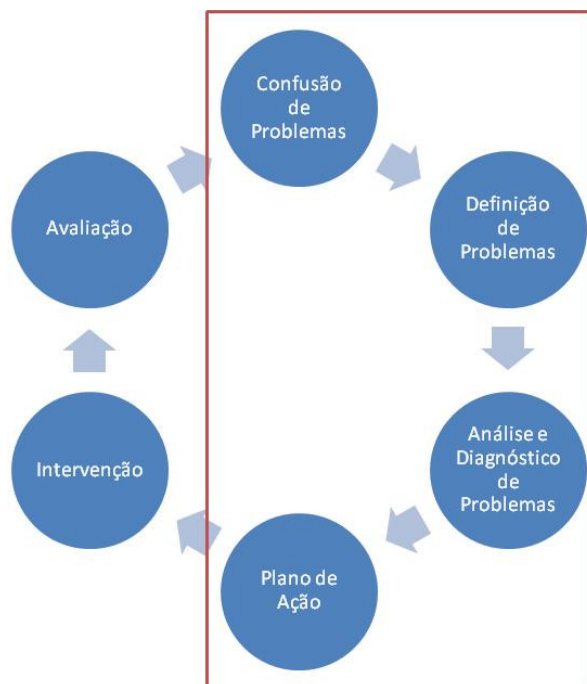 Confusão
de
Problemas
Definição
de
Problemas
Análise e
Diagnóstico
de
Problemas
Plano de
Ação
Intervenção
Avaliação